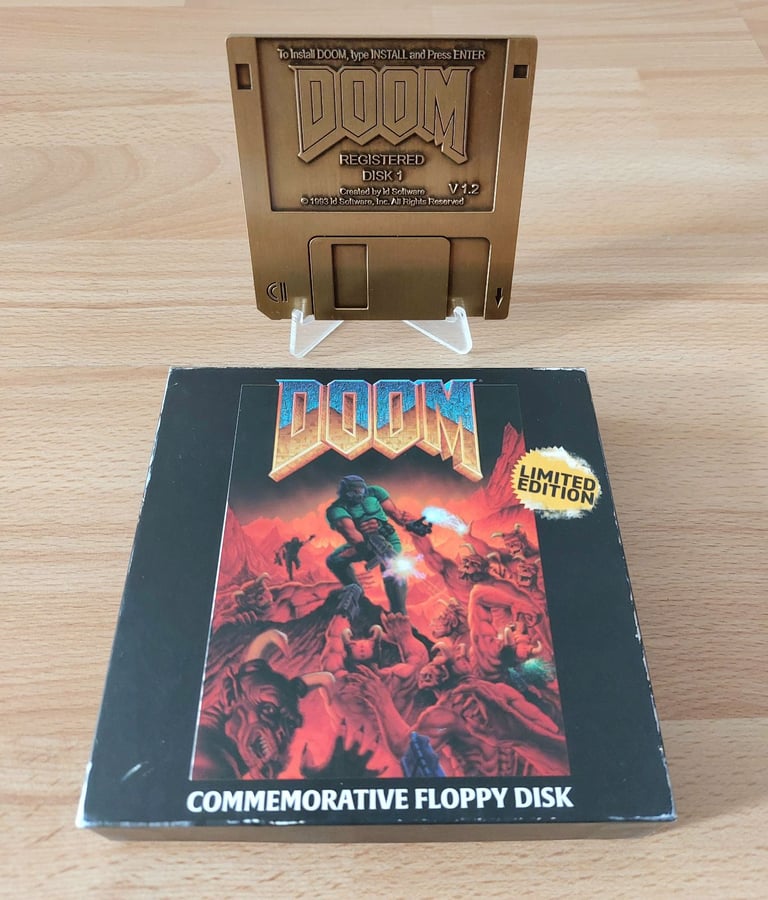 To Install DOOM, type INSTALL and Press ENTER
DOOM
REGISTERED
DISK 1
V 1.2
Created by Id Software
© 1993 Id Software, Inc. All Rights Reserved
DOOM
LIMITED
EDITION
COMMEMORATIVE FLOPPY DISK